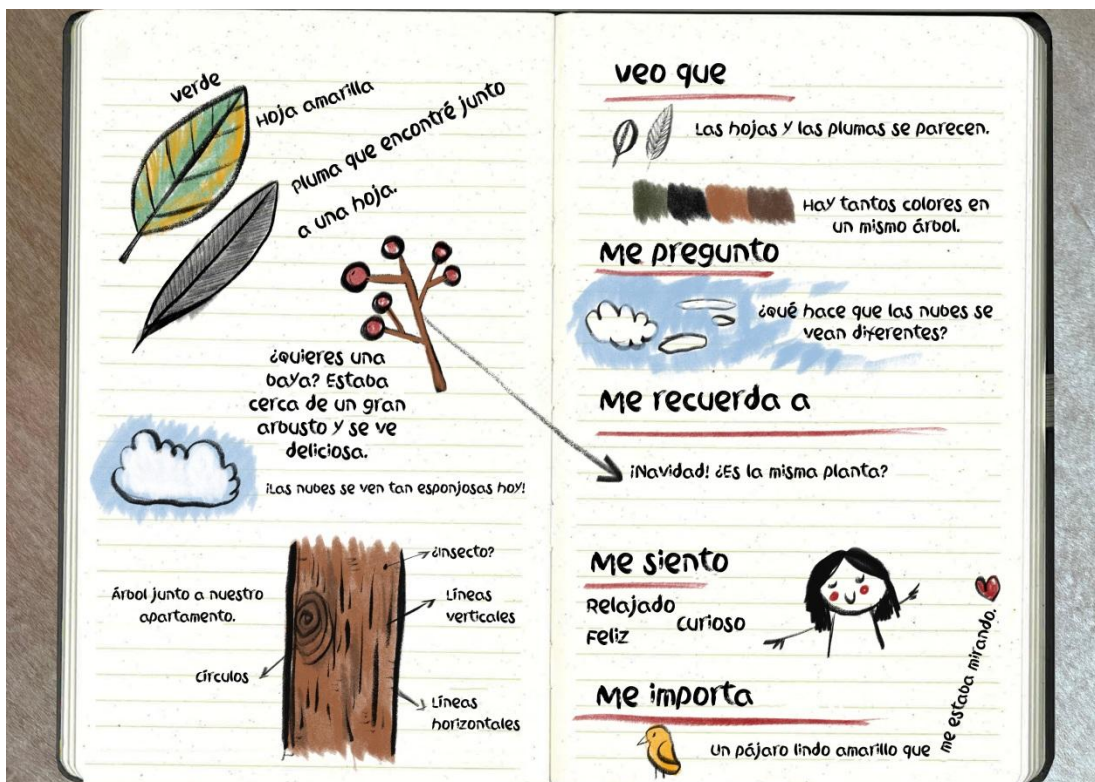 verde
Hoja amarilla
Pluma que encontré junto
a una hoja.
¿Quieres una
baya? Estaba
cerca de un gran
arbusto y se ve
deliciosa.
¡Las nubes se ven tan esponjosas hoy!
Árbol junto a nuestro
apartamento.
¿Insecto?
Líneas
verticales
círculos
Líneas
horizontales
Veo que
Las hojas y las plumas se parecen.
Hay tantos colores en
un mismo árbol.
Me pregunto
¿Qué hace que las nubes se
vean diferentes?
Me recuerda a
¡Navidad! ¿Es la misma planta?
Me siento
Relajado
curioso
Feliz
Me importa
Un pájaro lindo amarillo que
me estaba mirando.